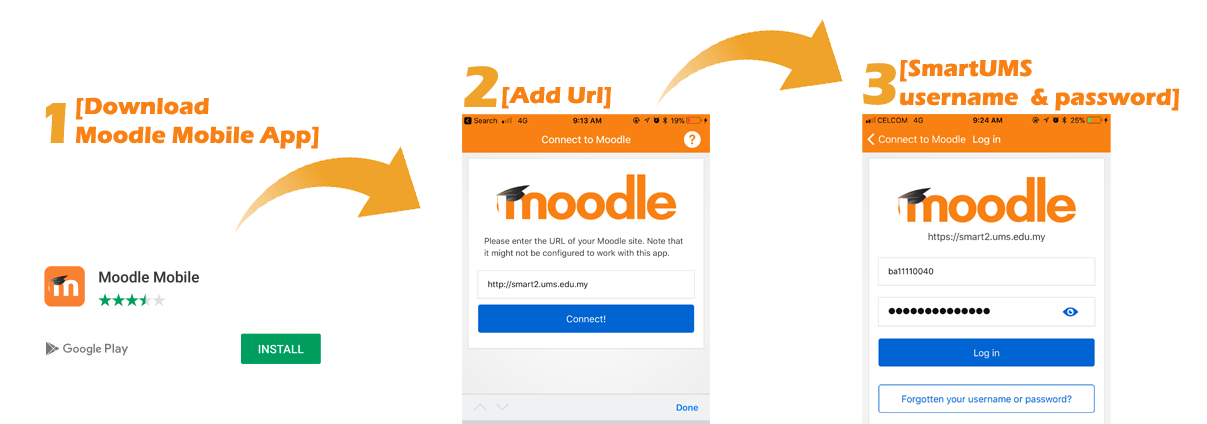 1 [Download
Moodle Mobile App]
Moodle Mobile
Google Play
INSTALL
2 [Add Url]
Search 4G 9:13 AM 19%
Connect to Moodle ?
moodle
Please enter the URL of your Moodle site. Note that
it might not be configured to work with this app.
http://smart2.ums.edu.my
Connect!
Done
3 [SmartUMS
username & password]
CELCOM 4G 9:24 AM 25%
Connect to Moodle Log in
moodle
https://smart2.ums.edu.my
ba11110040
Log in
Forgotten your username or password?